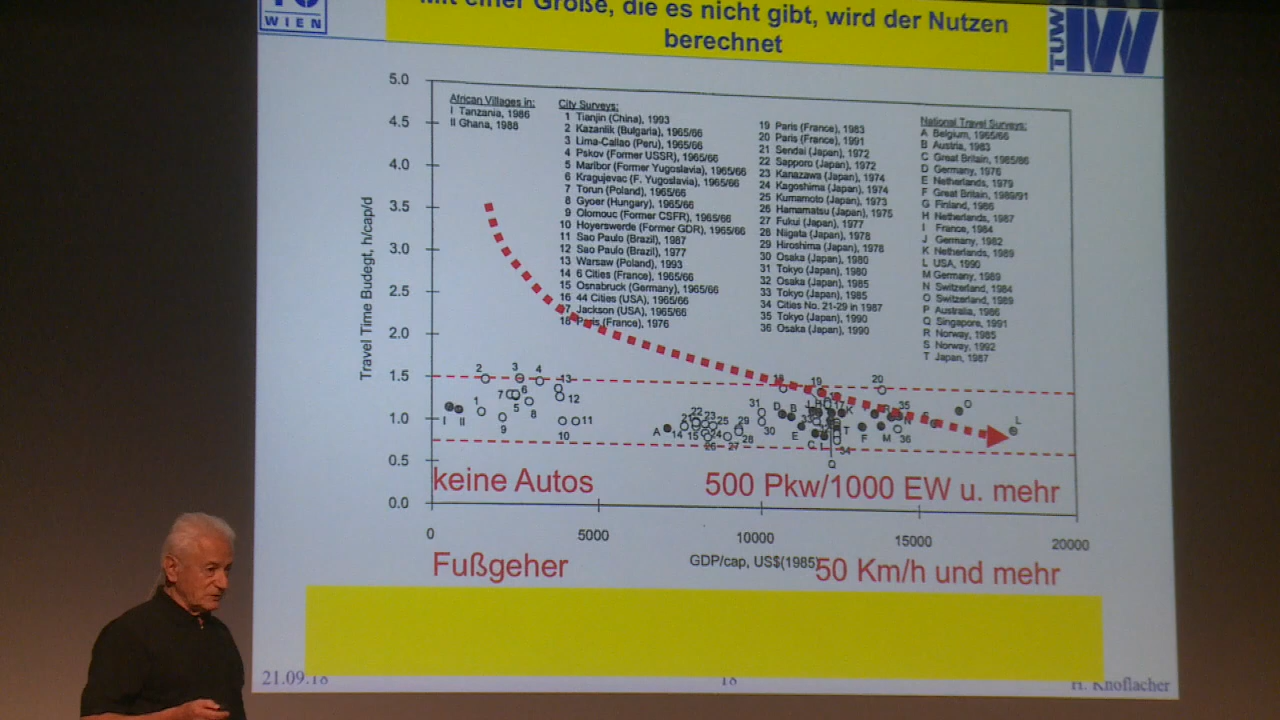 WIEN
Mit einer Größe, die es nicht gibt, wird der Nutzen
berechnet
TUW
IVV
5.0
4.5
4.0
3.5
3.0
2.5
2.0
1.5
1.0
0.5
0.0
Travel Time Budegt, h/cap/d
African Villages in:
I Tanzania, 1986
II Ghana, 1988
City Surveys:
1 Tianjin (China), 1993
2 Kazanlik (Bulgaria), 1965/66
3 Lima-Callao (Peru), 1965/66
4 Pskov (Former USSR), 1965/66
5 Maribor (Former Yugoslavia), 1965/66
6 Kragujevac (F. Yugoslavia), 1965/66
7 Torun (Poland), 1965/66
8 Gyoer (Hungary), 1965/66
9 Olomouc (Former CSFR), 1965/66
10 Hoyerswerde (Former GDR), 1965/66
11 Sao Paulo (Brazil), 1987
12 Sao Paulo (Brazil), 1977
13 Warsaw (Poland), 1993
14 6 Cities (France), 1965/66
15 Osnabruck (Germany), 1965/66
16 44 Cities (USA), 1965/66
17 Jackson (USA), 1965/66
18 Paris (France), 1976
19 Paris (France), 1983
20 Paris (France), 1991
21 Sendai (Japan), 1972
22 Sapporo (Japan), 1972
23 Kanazawa (Japan), 1974
24 Kagoshima (Japan), 1974
25 Kumamoto (Japan), 1973
26 Hamamatsu (Japan), 1975
27 Fukui (Japan), 1977
28 Niigata (Japan), 1978
29 Hiroshima (Japan), 1978
30 Osaka (Japan), 1980
31 Tokyo (Japan), 1980
32 Osaka (Japan), 1985
33 Tokyo (Japan), 1985
34 Cities No. 21-29 in 1987
35 Tokyo (Japan), 1990
36 Osaka (Japan), 1990
National Travel Surveys:
A Belgium, 1965/66
B Austria, 1983
C Great Britain, 1985/86
D Germany, 1976
E Netherlands, 1979
F Great Britain, 1989/91
G Finland, 1986
H Netherlands, 1987
I France, 1984
J Germany, 1982
K Netherlands, 1989
L USA, 1990
M Germany, 1989
N Switzerland, 1984
O Switzerland, 1989
P Australia, 1986
Q Singapore, 1991
R Norway, 1985
S Norway, 1992
T Japan, 1987
keine Autos
500 Pkw/1000 EW u. mehr
0 5000 10000 15000 20000
GDP/cap, US$(1985)
Fußgeher
50 Km/h und mehr
21.09.18
18
H. Knoflacher